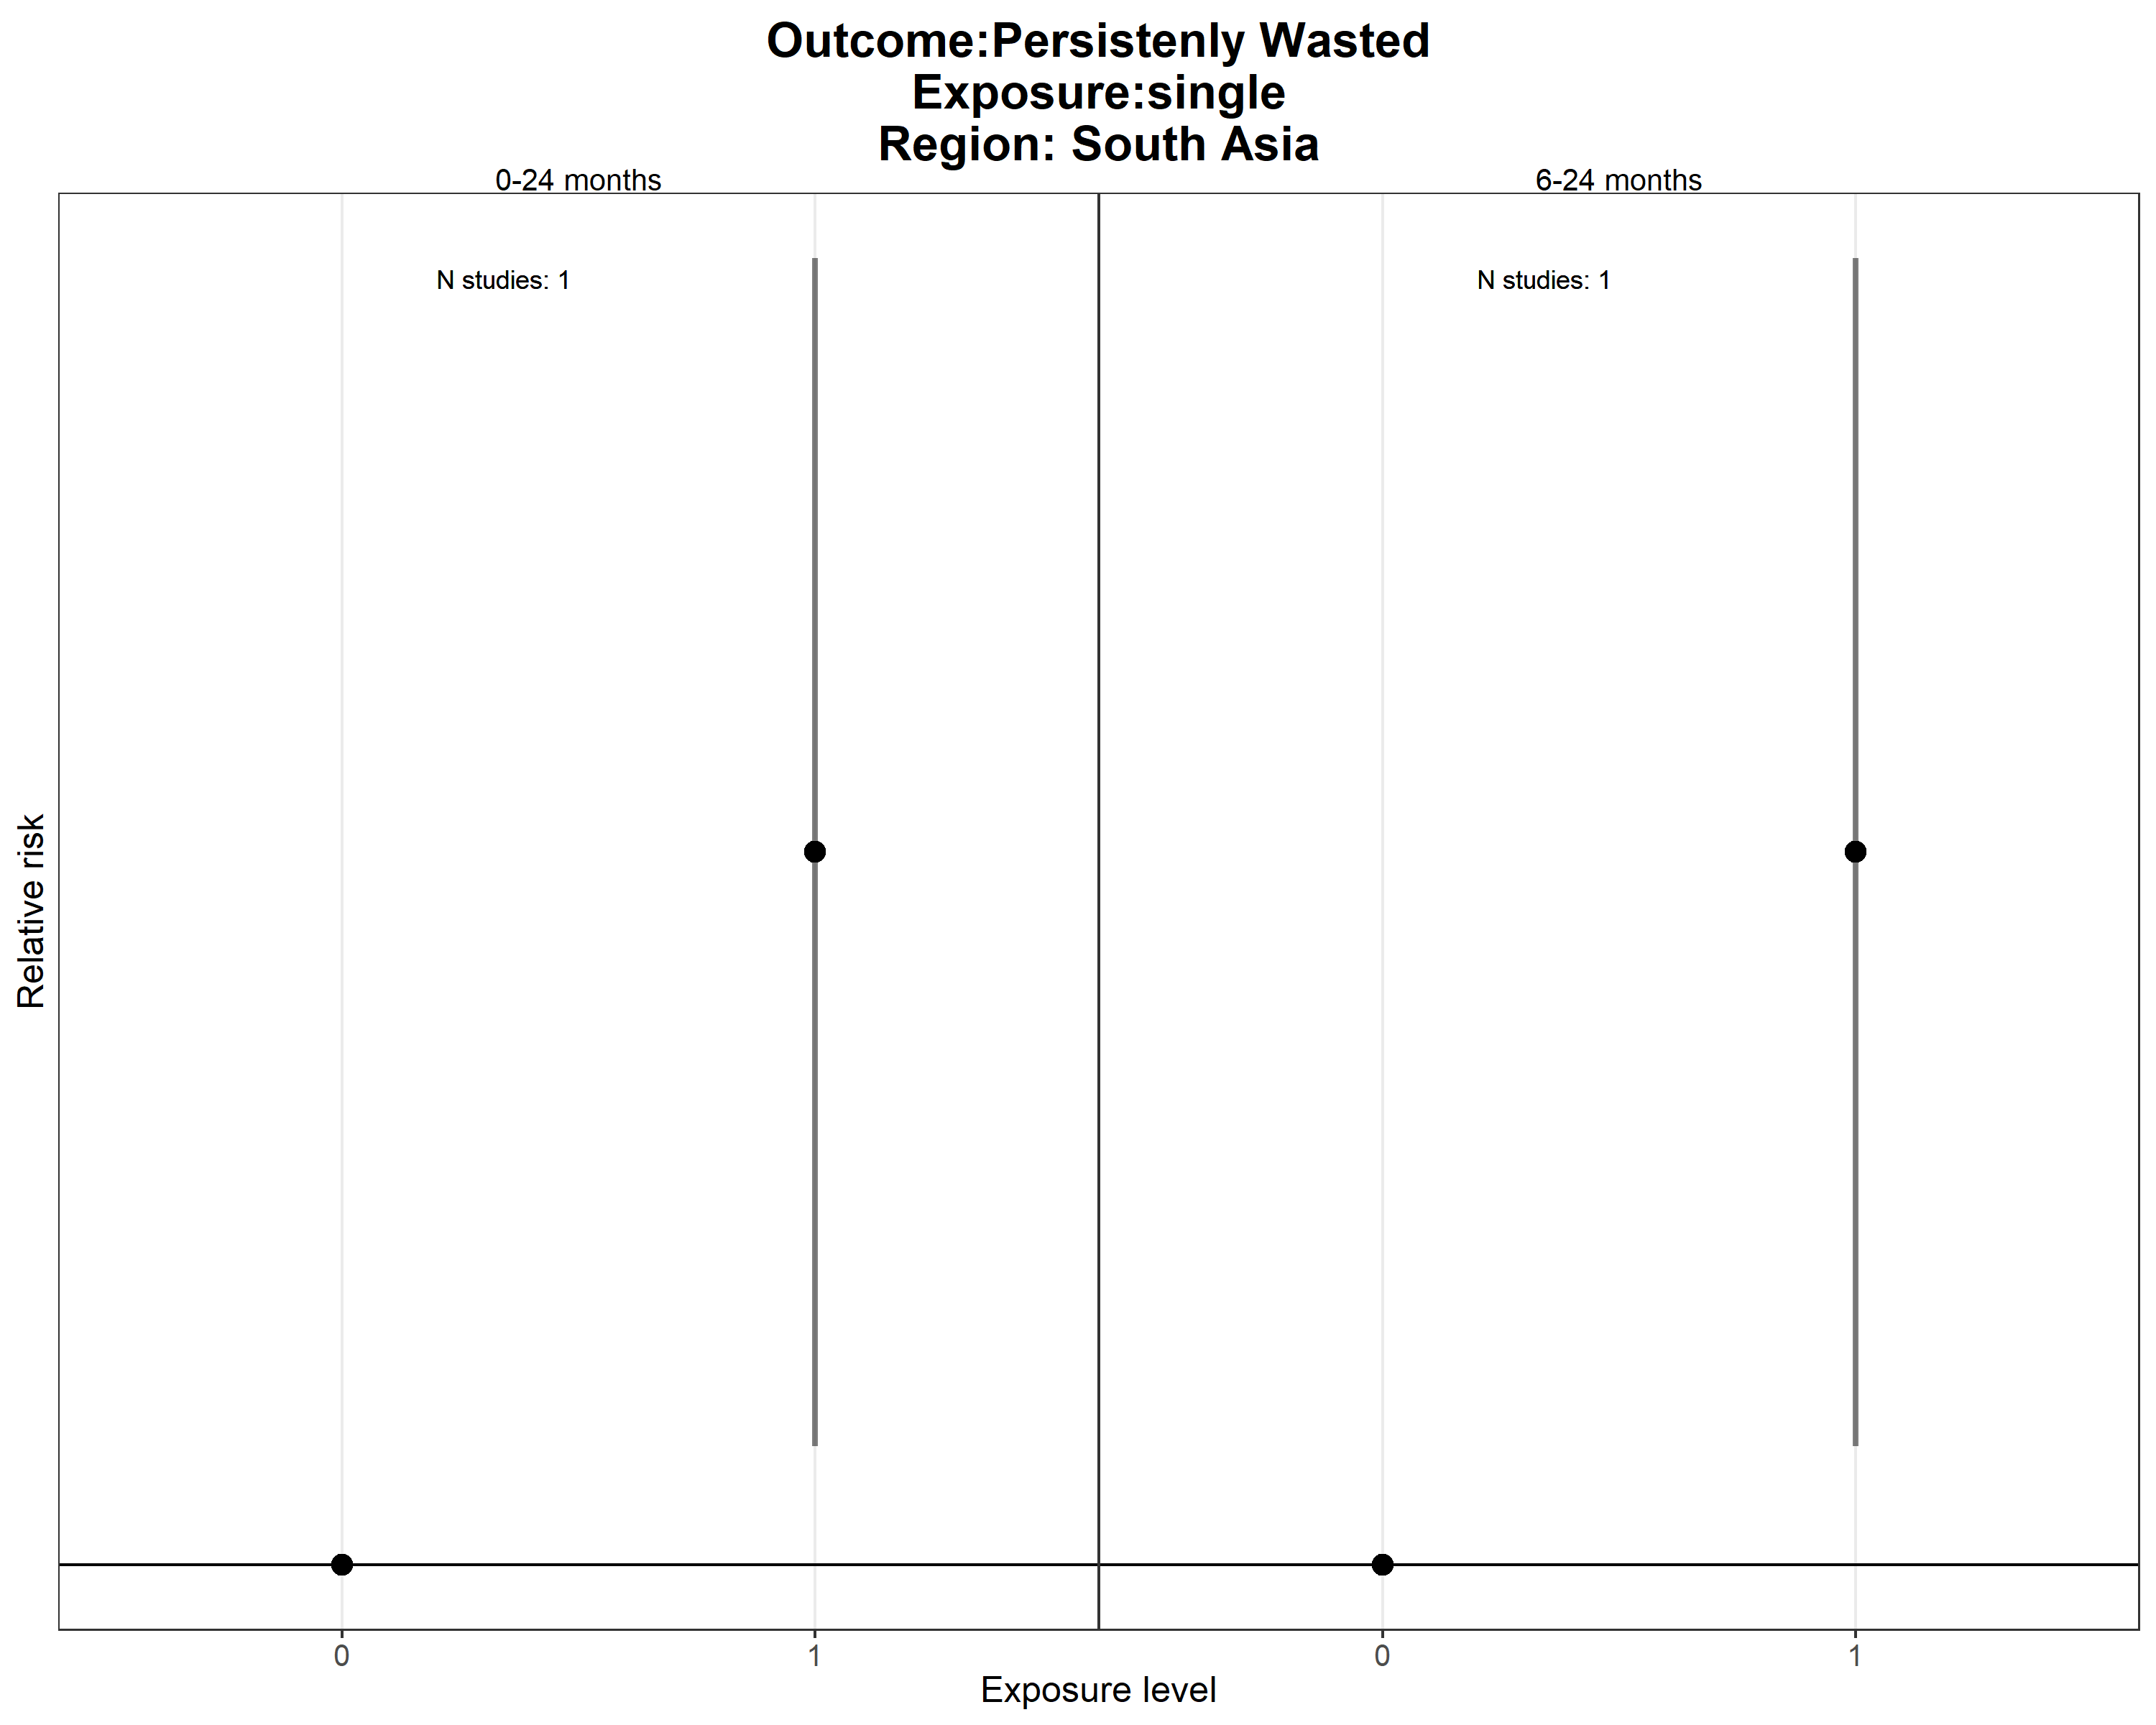 Outcome:Persistenly Wasted
Exposure:single
Region: South Asia
0-24 months
6-24 months
N studies: 1
N studies: 1
Relative risk
0
1
0
1
Exposure level